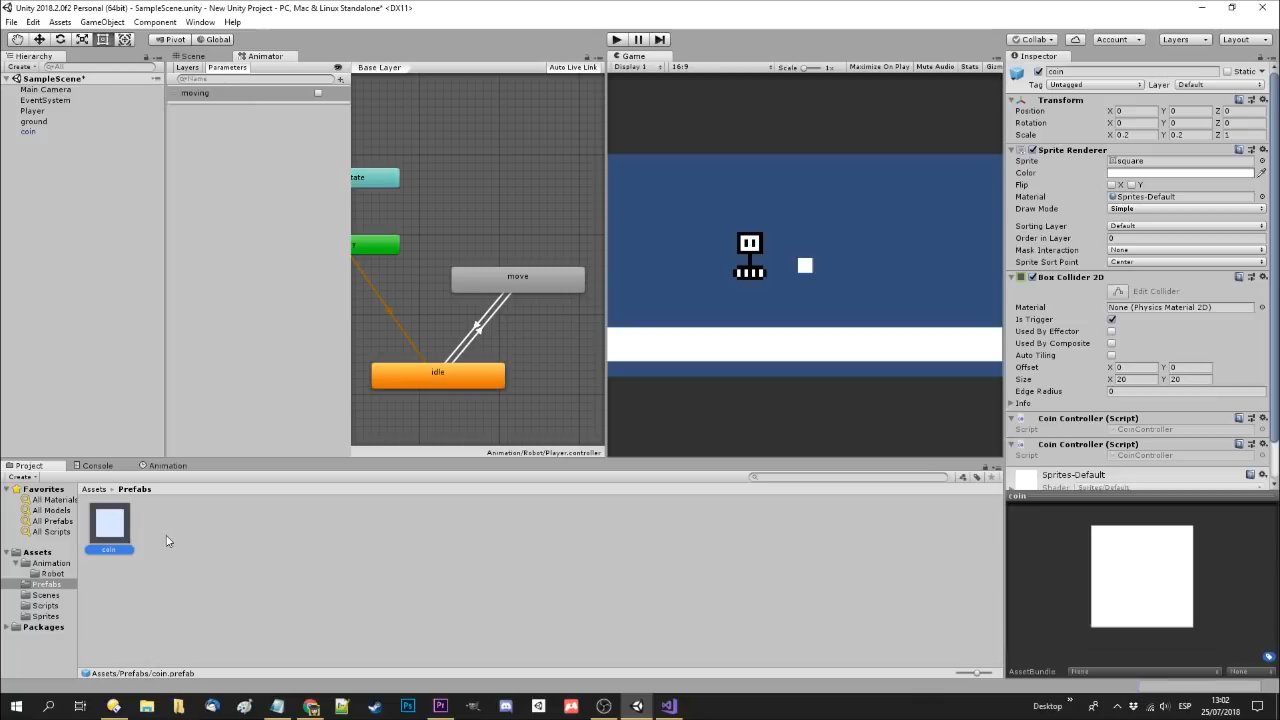 Unity 2018.2.0f2 Personal (64bit) - SampleScene.unity - New Unity Project - PC, Mac & Linux Standalone* <DX11>
File Edit Assets GameObject Component Window Help
Pivot Global
Collab Account Layers Layout
Hierarchy
Create All
SampleScene*
Main Camera
EventSystem
Player
ground
coin
Scene Animator
Layers Parameters
Name
moving
Base Layer Auto Live Link
tate
y
move
idle
Animation/Robot/Player.controller
Game
Display 1 16:9 Scale 1x Maximize On Play Mute Audio Stats Gizm
Inspector
coin Static
Tag Untagged Layer Default
Transform
Position X 0 Y 0 Z 0
Rotation X 0 Y 0 Z 0
Scale X 0.2 Y 0.2 Z 1
Sprite Renderer
Sprite square
Color
Flip X Y
Material Sprites-Default
Draw Mode Simple
Sorting Layer Default
Order in Layer 0
Mask Interaction None
Sprite Sort Point Center
Box Collider 2D
Edit Collider
Material None (Physics Material 2D)
Is Trigger
Used By Effector
Used By Composite
Auto Tiling
Offset X 0 Y 0
Size X 20 Y 20
Edge Radius 0
Info
Coin Controller (Script)
Script CoinController
Coin Controller (Script)
Script CoinController
Sprites-Default
Shader Sprites/Default
coin
AssetBundle None None
Project Console Animation
Create
Favorites
All Materials
All Models
All Prefabs
All Scripts
Assets
Animation
Robot
Prefabs
Scenes
Scripts
Sprites
Packages
Assets Prefabs
coin
Assets/Prefabs/coin.prefab
Desktop ESP 13:02
25/07/2018